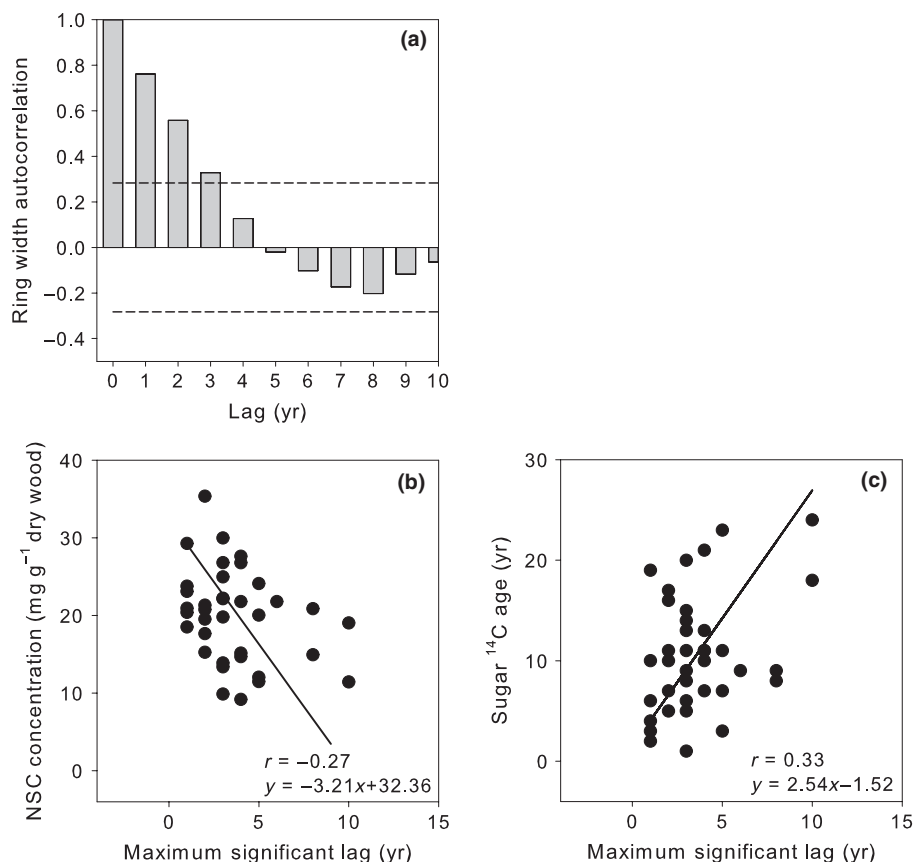 (a)
Ring width autocorrelation
1.0
0.8
0.6
0.4
0.2
0.0
−0.2
−0.4
0 1 2 3 4 5 6 7 8 9 10
Lag (yr)
(b)
NSC concentration (mg g⁻¹ dry wood)
40
30
20
10
0
r = −0.27
y = −3.21x+32.36
0 5 10 15
Maximum significant lag (yr)
(c)
Sugar ¹⁴C age (yr)
30
20
10
0
r = 0.33
y = 2.54x−1.52
0 5 10 15
Maximum significant lag (yr)